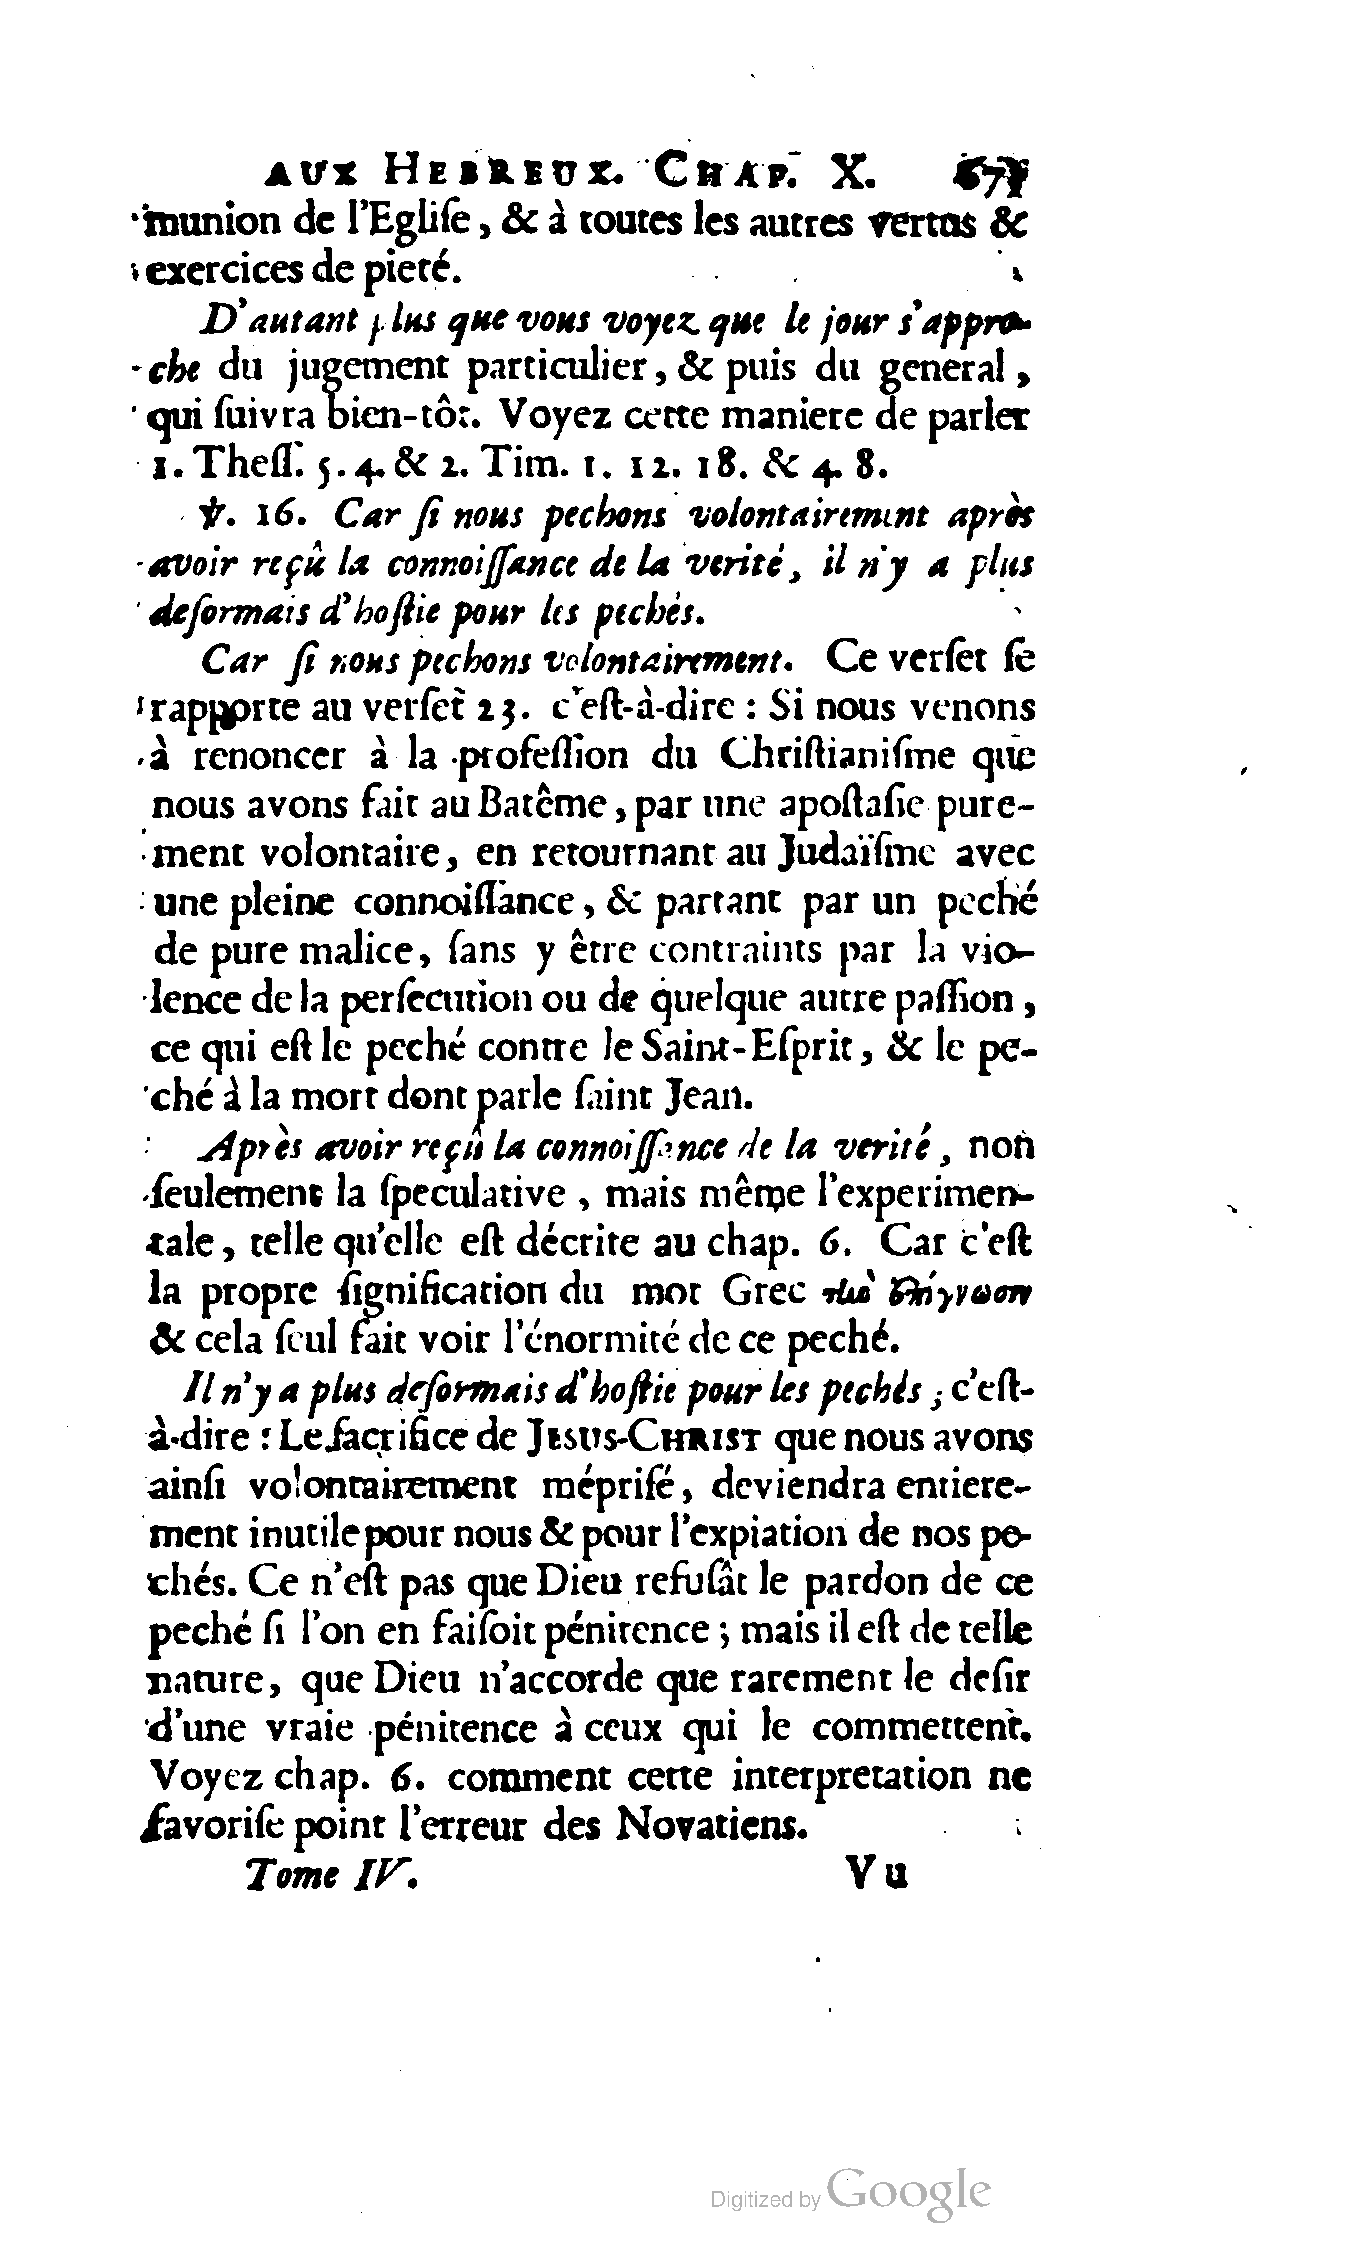 AUX HEBREUX. CHAP. X.
munion de l'Egliſe, & à toutes les autres vertus &
exercices de pieté.
D'autant plus que vous voyez que le jour s'appro-
che du jugement particulier, & puis du general,
qui ſuivra bien-tôt. Voyez cette maniere de parler
1. Theſſ. 5. 4. & 2. Tim. 1. 12. 18. & 4. 8.
℣. 16. Car ſi nous pechons volontairement après
avoir reçû la connoiſſance de la verité, il n'y a plus
deſormais d'hoſtie pour les pechés.
Car ſi nous pechons volontairement. Ce verſet ſe
rapporte au verſet 23. c'eſt-à-dire : Si nous venons
à renoncer à la profeſſion du Chriſtianiſme que
nous avons fait au Batême, par une apoſtaſie pure-
ment volontaire, en retournant au Judaïſme avec
une pleine connoiſſance, & partant par un peché
de pure malice, ſans y être contraints par la vio-
lence de la perſecution ou de quelque autre paſſion,
ce qui eſt le peché contre le Saint-Eſprit, & le pe-
ché à la mort dont parle ſaint Jean.
Après avoir reçû la connoiſſance de la verité, non
ſeulement la ſpeculative, mais même l'experimen-
tale, telle qu'elle eſt décrite au chap. 6. Car c'eſt
la propre ſignification du mot Grec τὴν ἐπίγνωσιν
& cela ſeul fait voir l'énormité de ce peché.
Il n'y a plus deſormais d'hoſtie pour les pechés ; c'eſt-
à-dire : Le ſacrifice de JESUS-CHRIST que nous avons
ainſi volontairement mépriſé, deviendra entiere-
ment inutile pour nous & pour l'expiation de nos pe-
chés. Ce n'eſt pas que Dieu refuſât le pardon de ce
peché ſi l'on en faiſoit pénitence ; mais il eſt de telle
nature, que Dieu n'accorde que rarement le deſir
d'une vraie pénitence à ceux qui le commettent.
Voyez chap. 6. comment cette interpretation ne
favoriſe point l'erreur des Novatiens.
Tome IV. Vu
Digitized by Google